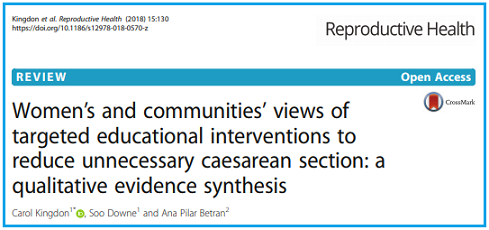 Kingdon et al. Reproductive Health (2018) 15:130
https://doi.org/10.1186/s12978-018-0570-z
Reproductive Health
REVIEW
Open Access
CrossMark
Women's and communities' views of
targeted educational interventions to
reduce unnecessary caesarean section: a
qualitative evidence synthesis
Carol Kingdon1* iD, Soo Downe1 and Ana Pilar Betran2